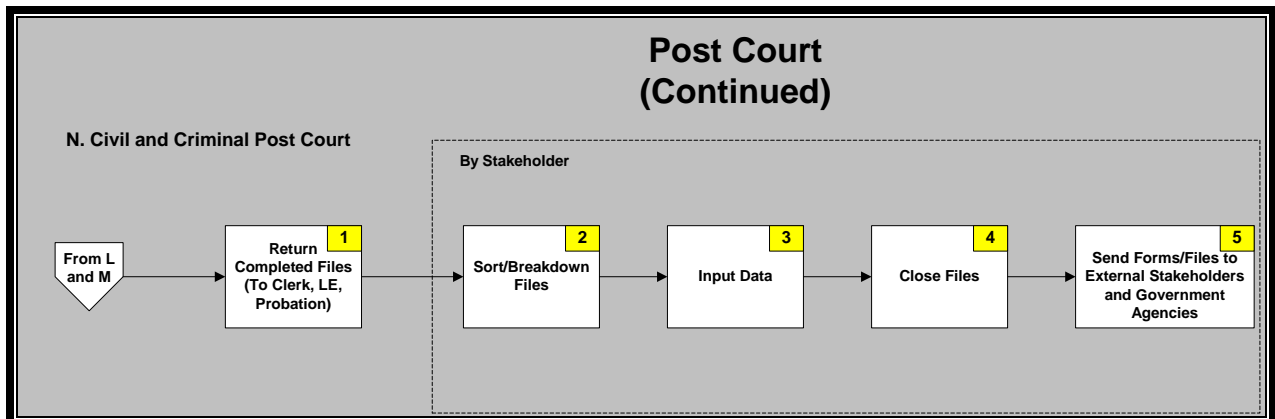 Post Court
(Continued)
N. Civil and Criminal Post Court
By Stakeholder
From L
and M
1
Return
Completed Files
(To Clerk, LE,
Probation)
2
Sort/Breakdown
Files
3
Input Data
4
Close Files
5
Send Forms/Files to
External Stakeholders
and Government
Agencies